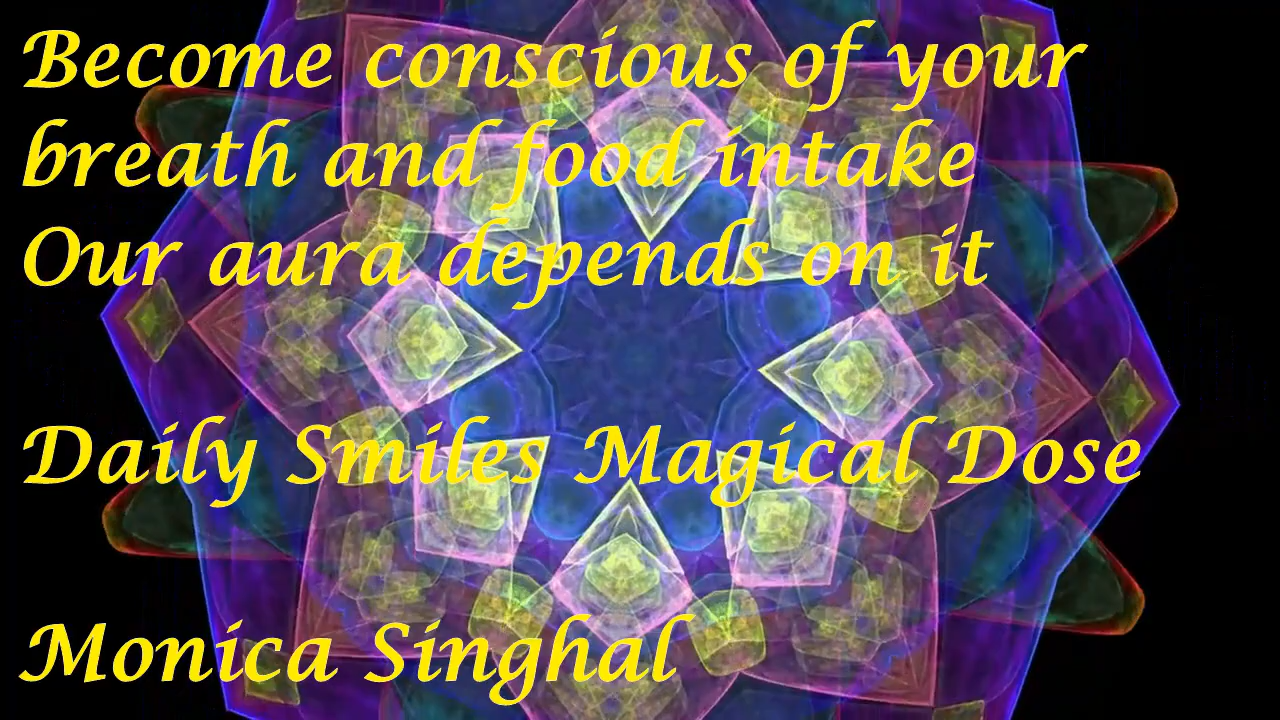 Become conscious of your
breath and food intake
Our aura depends on it
Daily Smiles Magical Dose
Monica Singhal